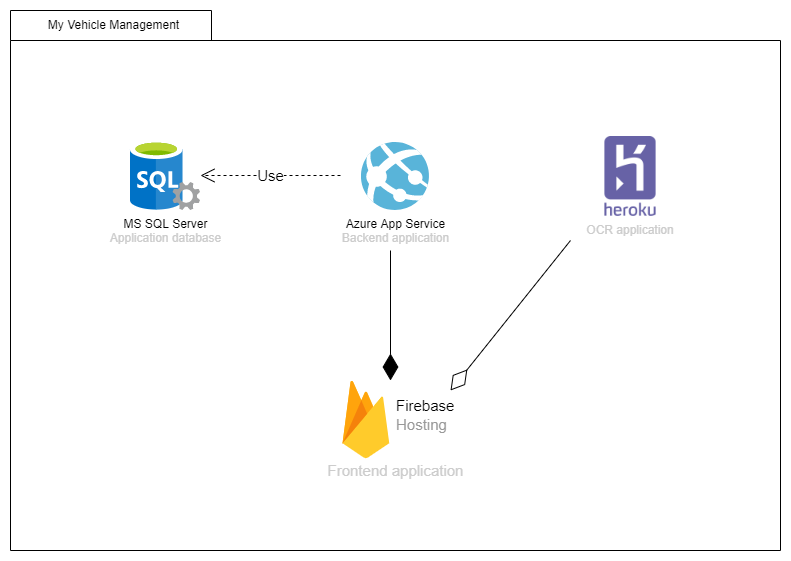 My Vehicle Management
SQL
Use
heroku
MS SQL Server
Application database
Azure App Service
Backend application
OCR application
Firebase
Hosting
Frontend application